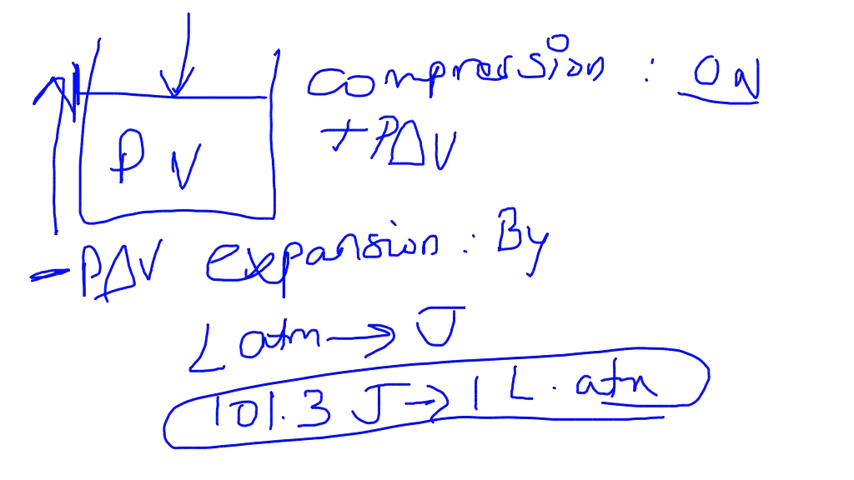 compression : ON
+PΔV
P V
-PΔV expansion : By
L atm → J
101.3 J → 1 L. atm